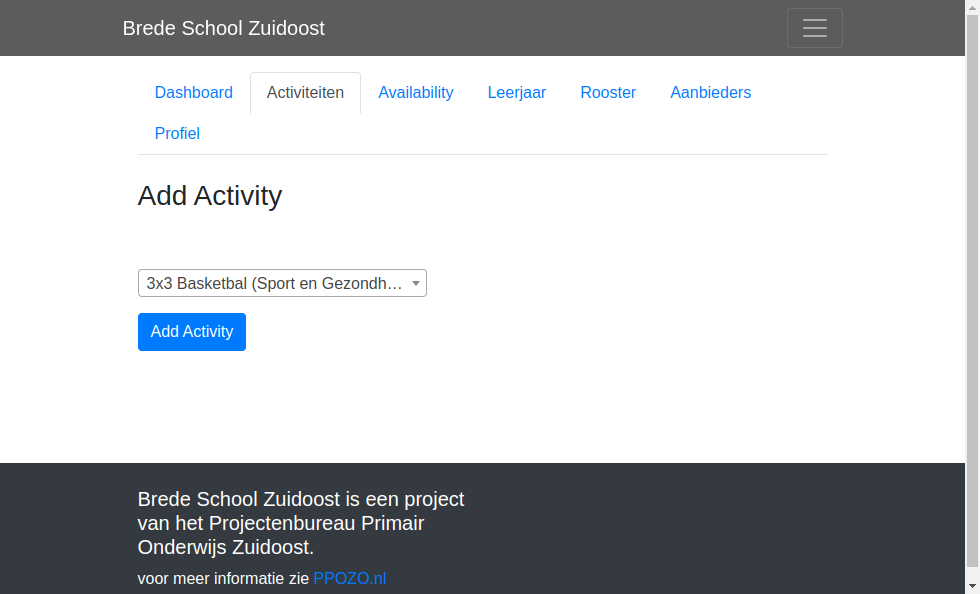 Brede School Zuidoost
Dashboard Activiteiten Availability Leerjaar Rooster Aanbieders
Profiel
Add Activity
3x3 Basketbal (Sport en Gezondh…
Add Activity
Brede School Zuidoost is een project
van het Projectenbureau Primair
Onderwijs Zuidoost.
voor meer informatie zie PPOZO.nl